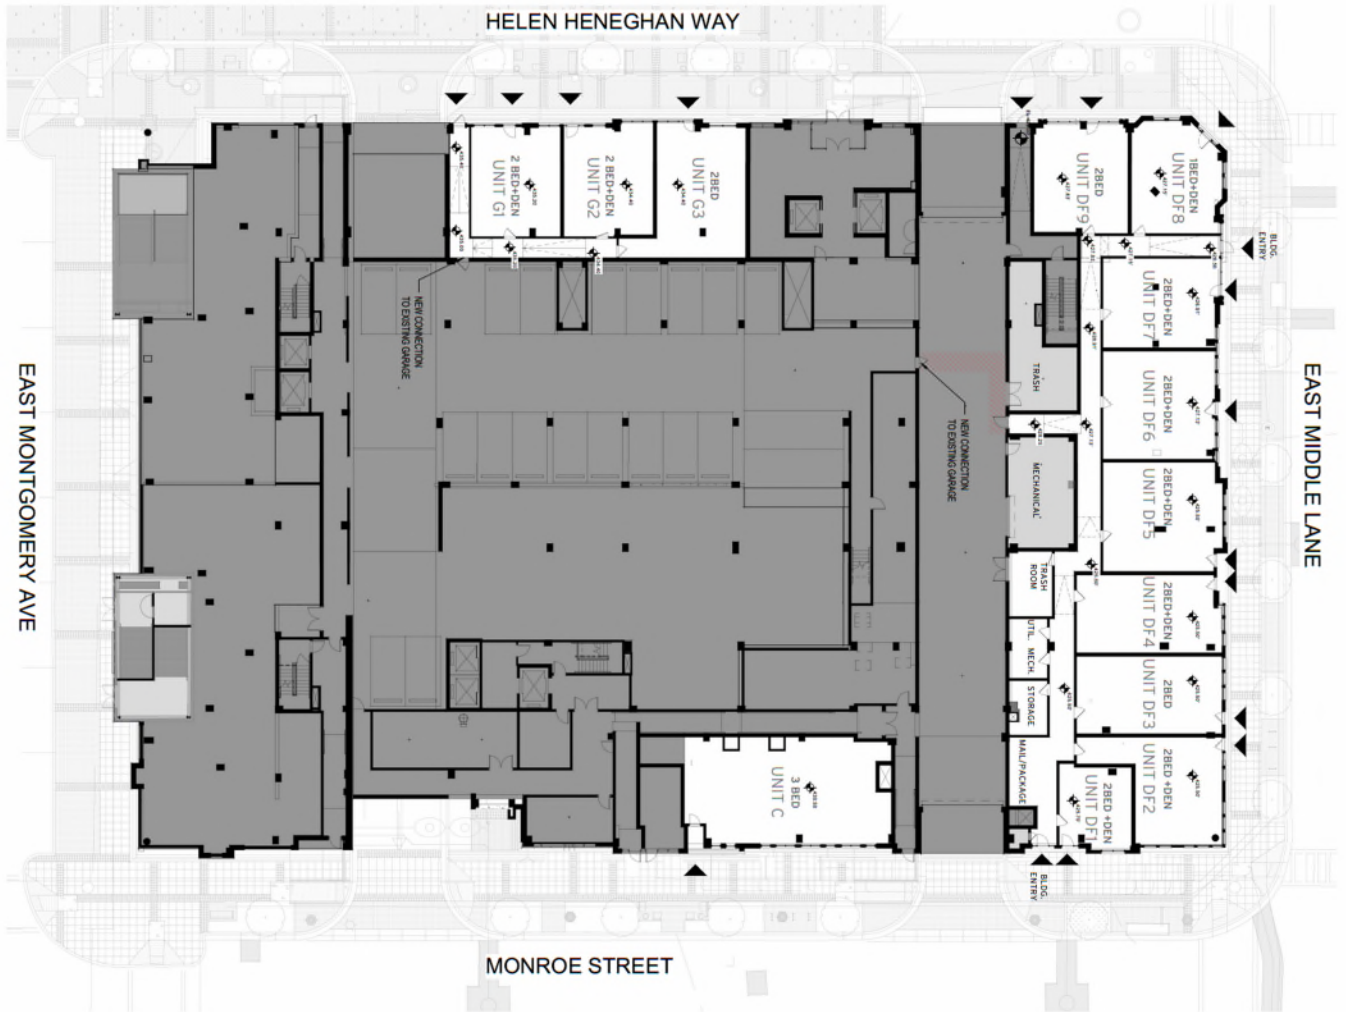 HELEN HENEGHAN WAY
2 BED+DEN
UNIT G1
2 BED+DEN
UNIT G2
2BED
UNIT G3
2BED
UNIT DF9
1BED+DEN
UNIT DF8
BLDG.
ENTRY
2BED+DEN
UNIT DF7
NEW CONNECTION
TO EXISTING GARAGE
TRASH
2BED+DEN
UNIT DF6
EAST MONTGOMERY AVE
EAST MIDDLE LANE
NEW CONNECTION
TO EXISTING GARAGE
MECHANICAL
2BED+DEN
UNIT DF5
TRASH
ROOM
2BED+DEN
UNIT DF4
UTIL. MECH.
STORAGE
2BED
UNIT DF3
MAIL/PACKAGE
2BED +DEN
UNIT DF2
3 BED
UNIT C
2BED +DEN
UNIT DF1
BLDG.
ENTRY
MONROE STREET